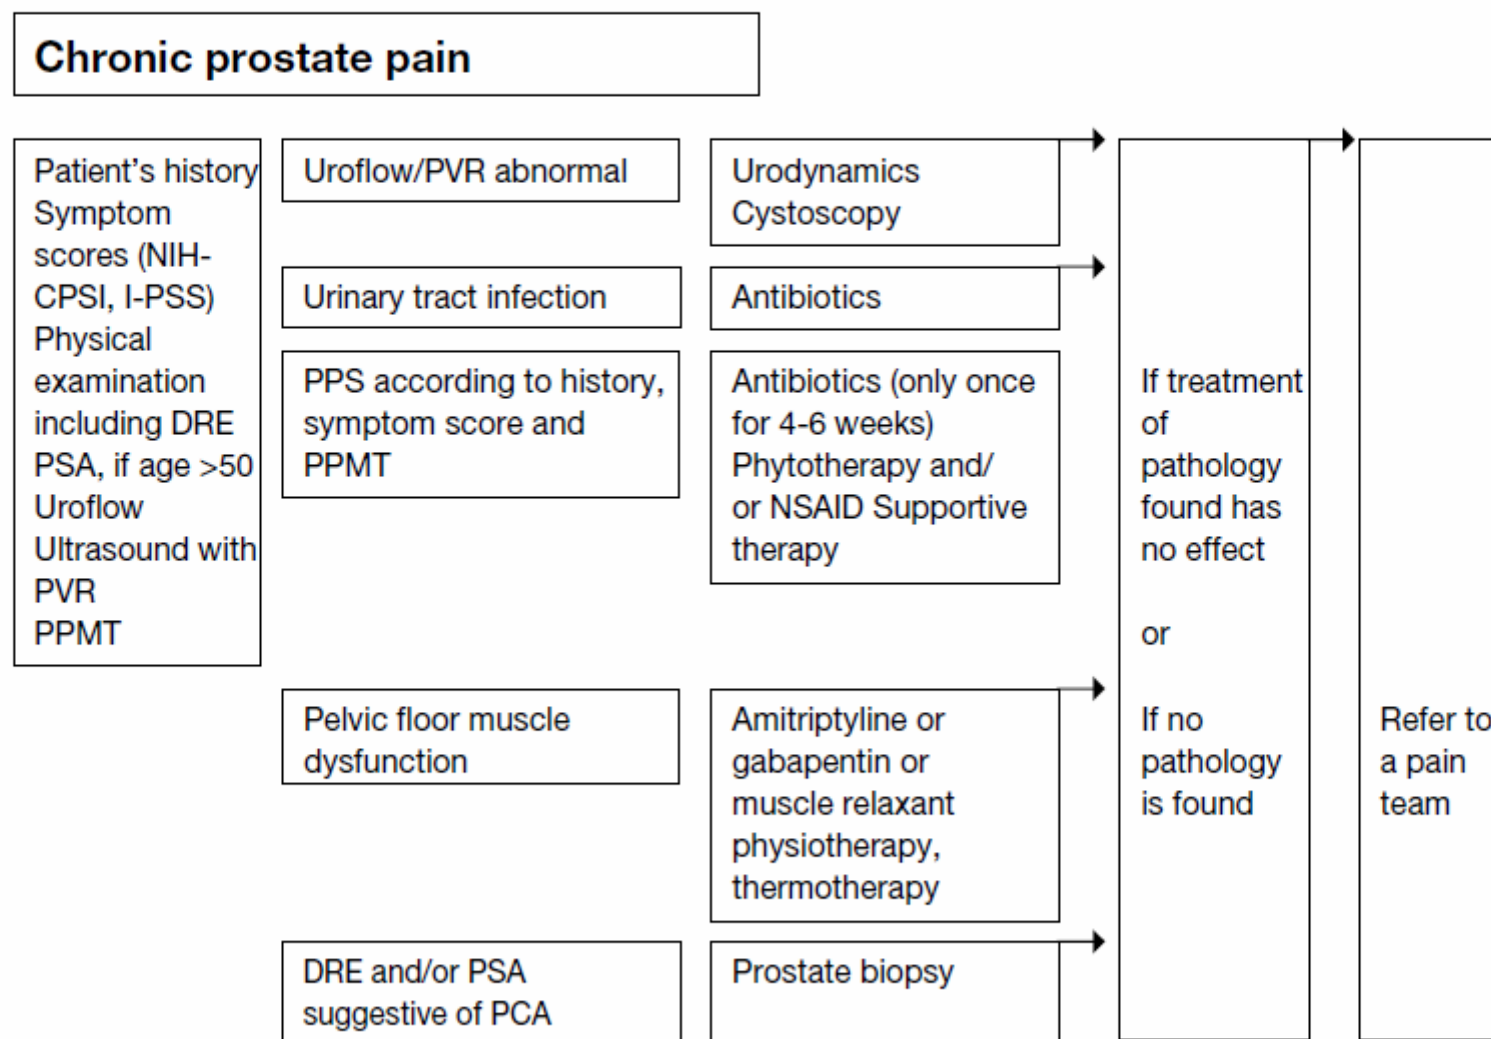 Chronic prostate pain
Patient's history
Symptom
scores (NIH-
CPSI, I-PSS)
Physical
examination
including DRE
PSA, if age >50
Uroflow
Ultrasound with
PVR
PPMT
Uroflow/PVR abnormal
Urodynamics
Cystoscopy
Urinary tract infection
Antibiotics
PPS according to history,
symptom score and
PPMT
Antibiotics (only once
for 4-6 weeks)
Phytotherapy and/
or NSAID Supportive
therapy
Pelvic floor muscle
dysfunction
Amitriptyline or
gabapentin or
muscle relaxant
physiotherapy,
thermotherapy
DRE and/or PSA
suggestive of PCA
Prostate biopsy
If treatment
of
pathology
found has
no effect
or
If no
pathology
is found
Refer to
a pain
team